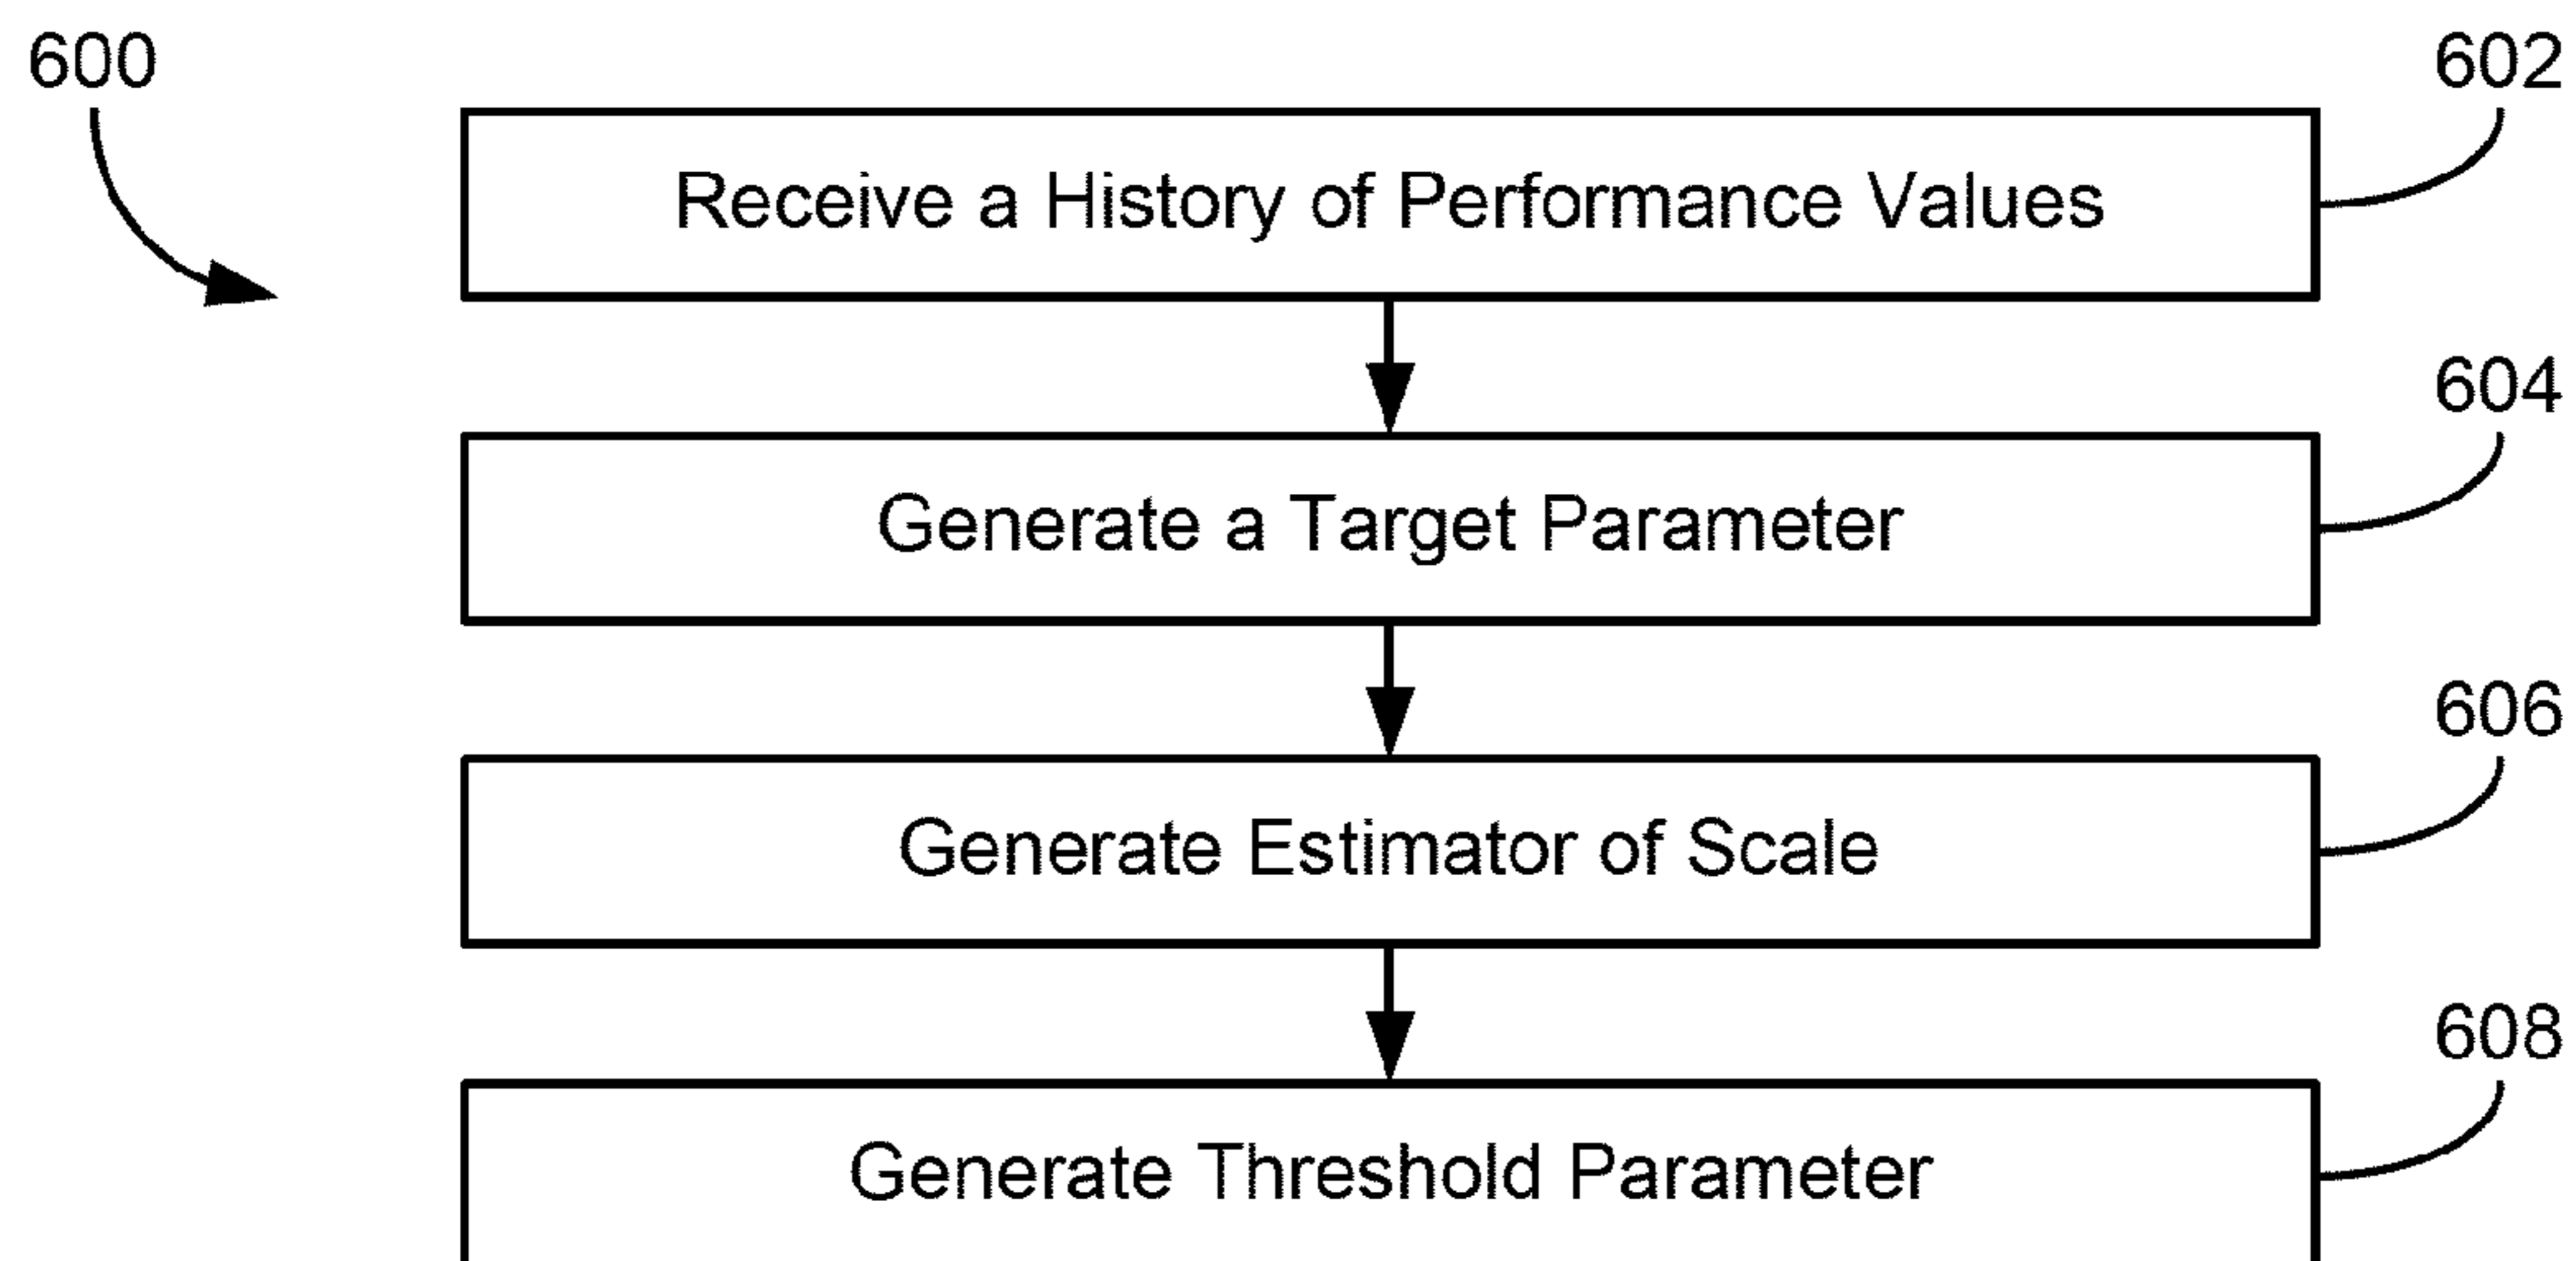 600
602
Receive a History of Performance Values
604
Generate a Target Parameter
606
Generate Estimator of Scale
608
Generate Threshold Parameter